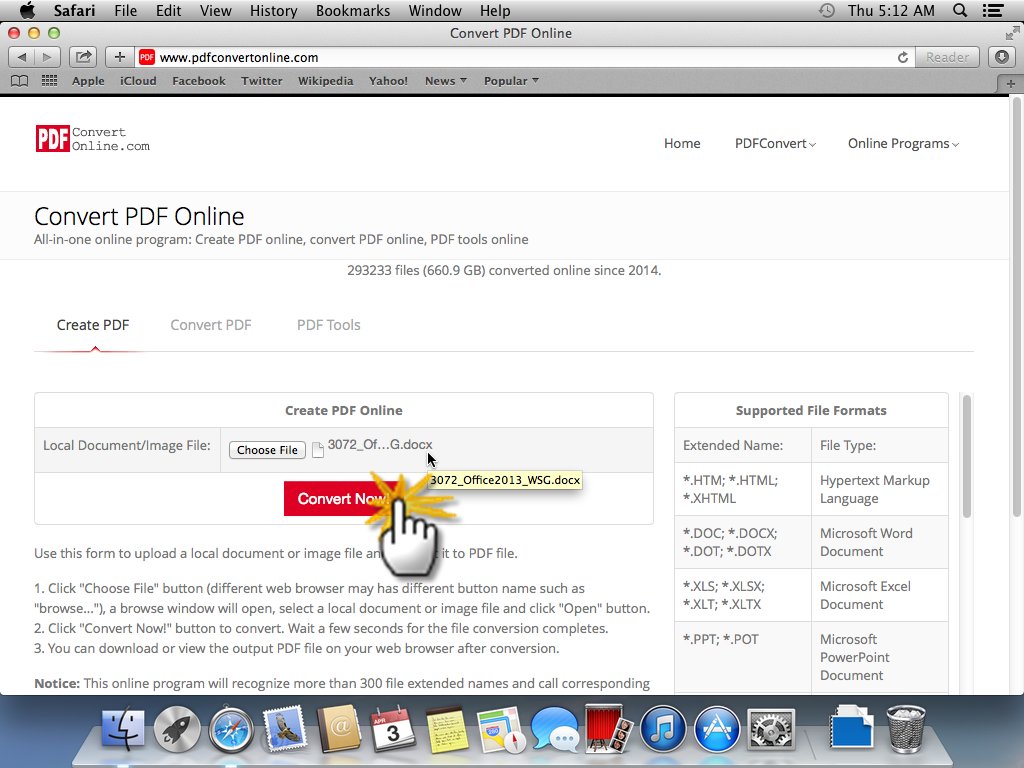 Safari File Edit View History Bookmarks Window Help Thu 5:12 AM
Convert PDF Online
PDF www.pdfconvertonline.com Reader
Apple iCloud Facebook Twitter Wikipedia Yahoo! News Popular
PDF Convert
Online.com
Home PDFConvert Online Programs
Convert PDF Online
All-in-one online program: Create PDF online, convert PDF online, PDF tools online
293233 files (660.9 GB) converted online since 2014.
Create PDF Convert PDF PDF Tools
Create PDF Online
Local Document/Image File: Choose File 3072_Of...G.docx
3072_Office2013_WSG.docx
Convert Now!
Use this form to upload a local document or image file an it to PDF file.
1. Click "Choose File" button (different web browser may has different button name such as
"browse..."), a browse window will open, select a local document or image file and click "Open" button.
2. Click "Convert Now!" button to convert. Wait a few seconds for the file conversion completes.
3. You can download or view the output PDF file on your web browser after conversion.
Notice: This online program will recognize more than 300 file extended names and call corresponding
Supported File Formats
Extended Name: File Type:
*.HTM; *.HTML; Hypertext Markup
*.XHTML Language
*.DOC; *.DOCX; Microsoft Word
*.DOT; *.DOTX Document
*.XLS; *.XLSX; Microsoft Excel
*.XLT; *.XLTX Document
*.PPT; *.POT Microsoft
PowerPoint
Document
APR
3
280